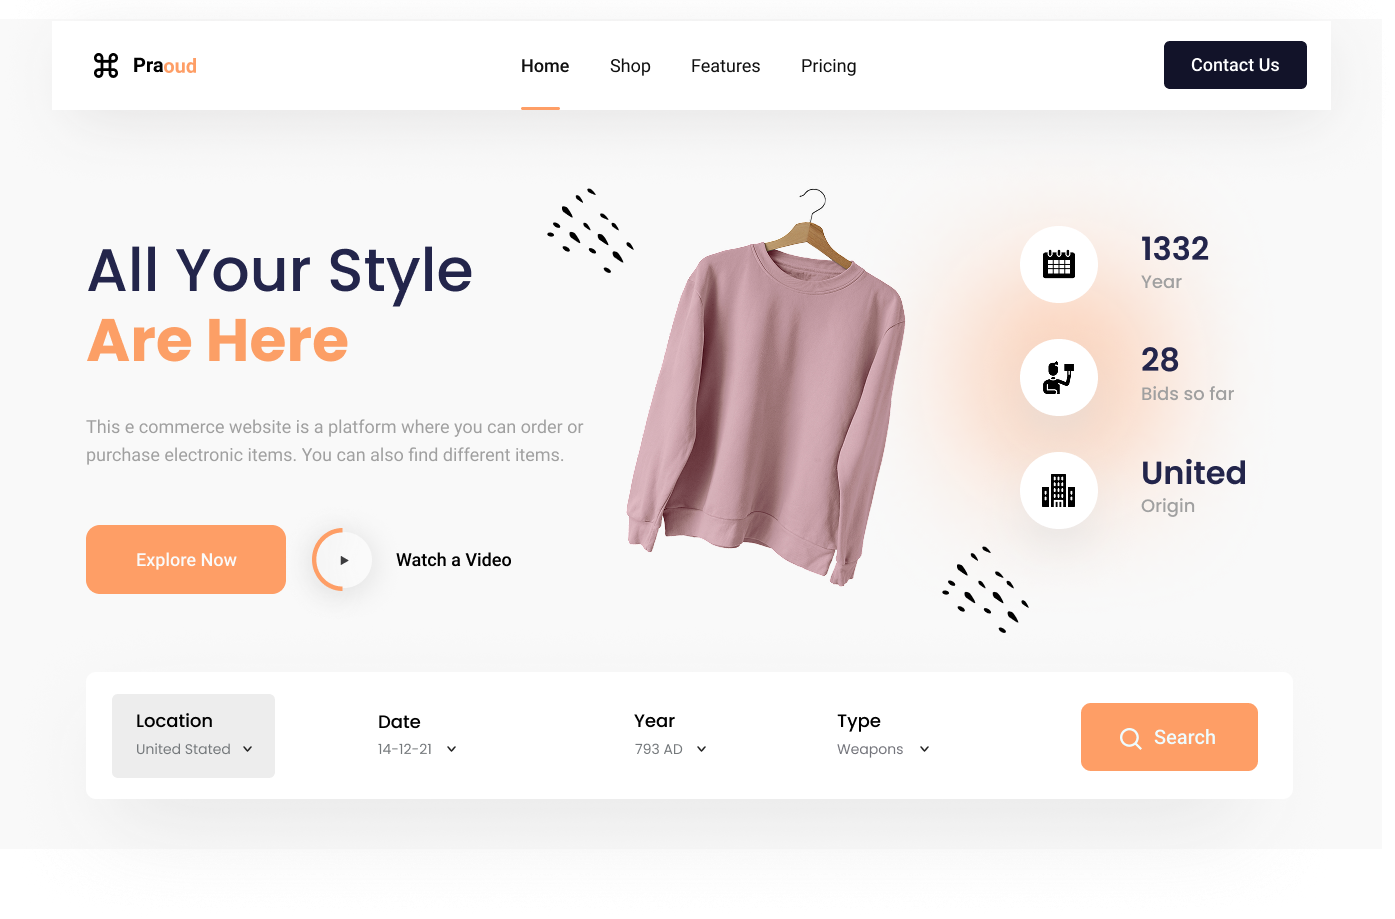 Praoud
Home
Shop
Features
Pricing
Contact Us
All Your Style
Are Here
This e commerce website is a platform where you can order or
purchase electronic items. You can also find different items.
Explore Now
Watch a Video
1332
Year
28
Bids so far
United
Origin
Location
United Stated
Date
14-12-21
Year
793 AD
Type
Weapons
Search